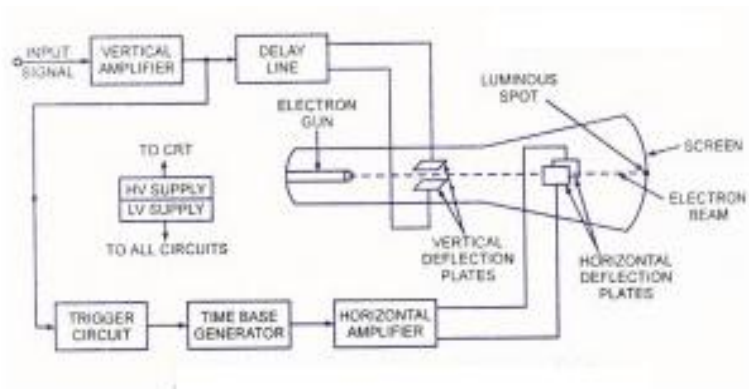 INPUT
SIGNAL
VERTICAL
AMPLIFIER
DELAY
LINE
LUMINOUS
SPOT
ELECTRON
GUN
SCREEN
TO CRT
HV SUPPLY
LV SUPPLY
TO ALL CIRCUITS
ELECTRON
BEAM
VERTICAL
DEFLECTION
PLATES
HORIZONTAL
DEFLECTION
PLATES
TRIGGER
CIRCUIT
TIME BASE
GENERATOR
HORIZONTAL
AMPLIFIER